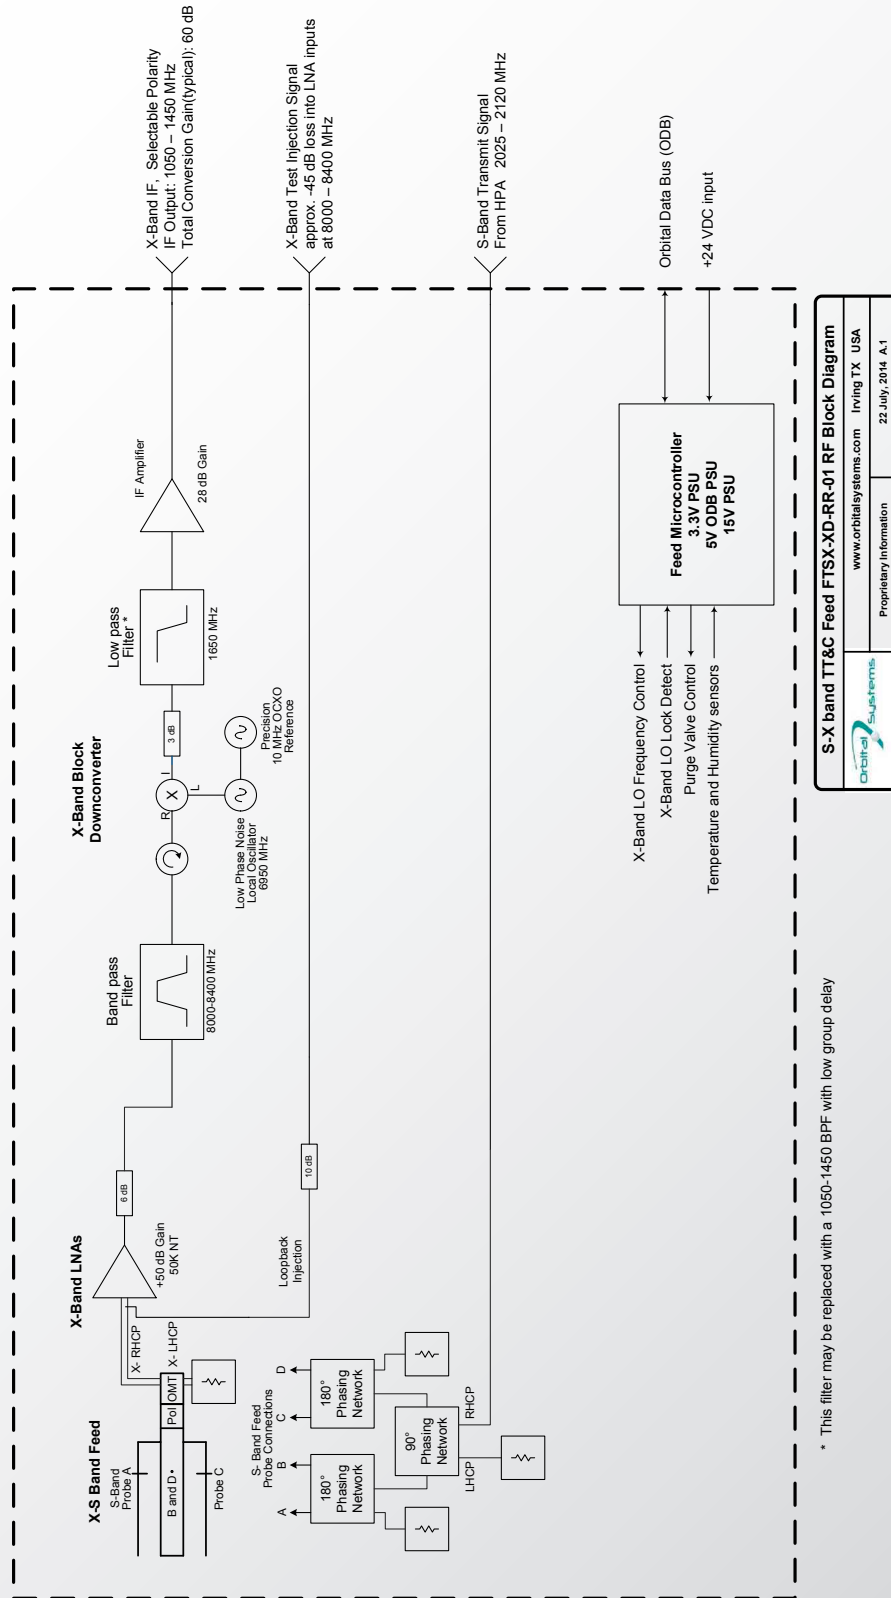 X-S Band Feed
S-Band
Probe A
B and D •
Probe C
Pol
OMT
X- RHCP
X- LHCP
X-Band LNAs
+50 dB Gain
50K NT
6 dB
Band pass
Filter
8000-8400 MHz
X-Band Block
Downconverter
R
X
I
L
Low Phase Noise
Local Oscillator
6950 MHz
Precision
10 MHz OCXO
Reference
3 dB
Low pass
Filter *
1650 MHz
IF Amplifier
28 dB Gain
X-Band IF, Selectable Polarity
IF Output: 1050 – 1450 MHz
Total Conversion Gain(typical): 60 dB
Loopback
Injection
10 dB
X-Band Test Injection Signal
approx. -45 dB loss into LNA inputs
at 8000 – 8400 MHz
S- Band Feed
Probe Connections
A
B
C
D
180°
Phasing
Network
180°
Phasing
Network
90°
Phasing
Network
LHCP
RHCP
S-Band Transmit Signal
From HPA 2025 – 2120 MHz
X-Band LO Frequency Control
X-Band LO Lock Detect
Purge Valve Control
Temperature and Humidity sensors
Feed Microcontroller
3.3V PSU
5V ODB PSU
15V PSU
Orbital Data Bus (ODB)
+24 VDC input
* This filter may be replaced with a 1050-1450 BPF with low group delay
S-X band TT&C Feed FTSX-XD-RR-01 RF Block Diagram
Orbital Systems
www.orbitalsystems.com Irving TX USA
Proprietary Information
22 July, 2014 A.1